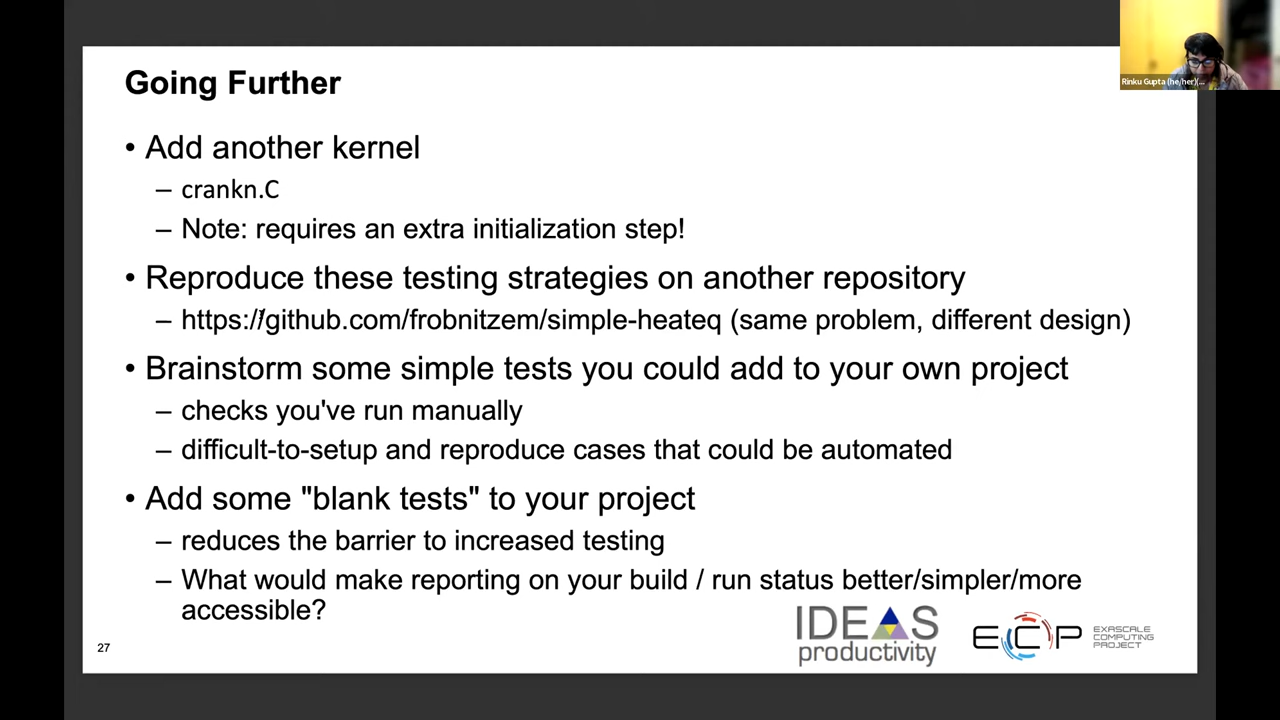 Going Further
• Add another kernel
– crankn.C
– Note: requires an extra initialization step!
• Reproduce these testing strategies on another repository
– https://github.com/frobnitzem/simple-heateq (same problem, different design)
• Brainstorm some simple tests you could add to your own project
– checks you've run manually
– difficult-to-setup and reproduce cases that could be automated
• Add some "blank tests" to your project
– reduces the barrier to increased testing
– What would make reporting on your build / run status better/simpler/more
accessible?
27
IDEAS
productivity
ECP
EXASCALE
COMPUTING
PROJECT
Rinku Gupta (he/her)(...